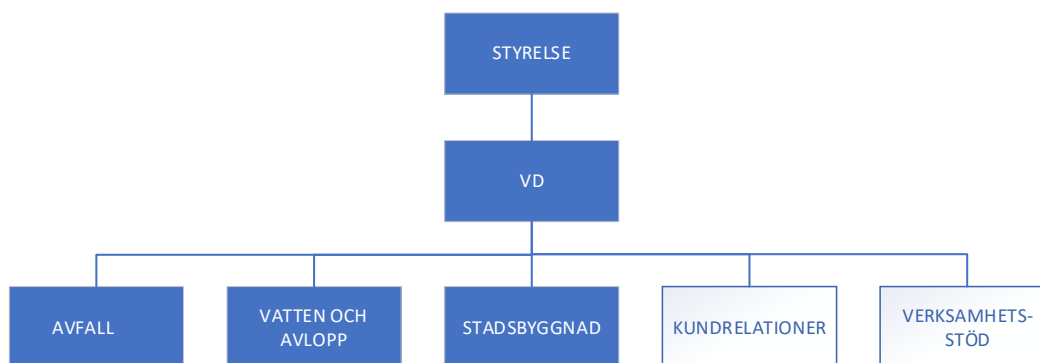 STYRELSE
VD
AVFALL
VATTEN OCH
AVLOPP
STADSBYGGNAD
KUNDRELATIONER
VERKSAMHETS-
STÖD